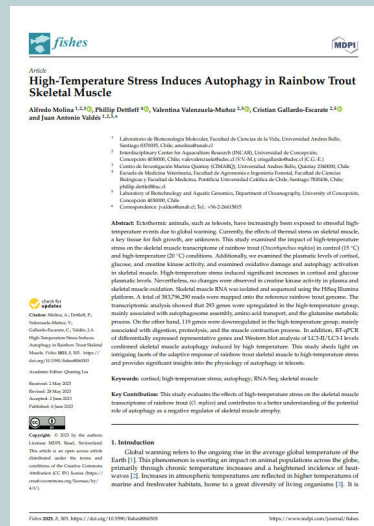 fishes
MDPI
Article
High-Temperature Stress Induces Autophagy in Rainbow Trout
Skeletal Muscle
Alfredo Molina 1,2,3, Phillip Dettleff 4, Valentina Valenzuela-Muñoz 2,5, Cristian Gallardo-Escarate 2,5
and Juan Antonio Valdés 1,2,3,*
1 Laboratorio de Biotecnología Molecular, Facultad de Ciencias de la Vida, Universidad Andres Bello,
Santiago 8370035, Chile;
2 Interdisciplinary Center for Aquaculture Research (INCAR), Universidad de Concepción,
Concepción 4030000, Chile;
3 Centro de Investigación Marina Quintay (CIMARQ), Universidad Andres Bello, Quintay 2340000, Chile
4 Escuela de Medicina Veterinaria, Facultad de Agronomía e Ingeniería Forestal, Facultad de Ciencias
Biológicas y Facultad de Medicina, Pontificia Universidad Católica de Chile, Santiago 7820436, Chile;
5 Laboratory of Biotechnology and Aquatic Genomics, Department of Oceanography, University of Concepción,
Concepción 4030000, Chile
* Correspondence: jvaldes@unab.cl; Tel.: +56-2-26615815
Abstract: Ectothermic animals, such as teleosts, have increasingly been exposed to stressful high-
temperature events due to global warming. Currently, the effects of thermal stress on skeletal muscle,
a key tissue for fish growth, are unknown. This study examined the impact of high-temperature
stress on the skeletal muscle transcriptome of rainbow trout (Oncorhynchus mykiss) in control (15 °C)
and high-temperature (20 °C) conditions. Additionally, we examined the plasmatic levels of cortisol,
glucose, and creatine kinase activity, and examined oxidative damage and autophagy activation
in skeletal muscle. High-temperature stress induced significant increases in cortisol and glucose
plasmatic levels. Nevertheless, no changes were observed in creatine kinase activity in plasma and
skeletal muscle oxidation. Skeletal muscle RNA was isolated and sequenced using the HiSeq Illumina
platform. A total of 383,796,290 reads were mapped onto the reference rainbow trout genome. The
transcriptomic analysis showed that 293 genes were upregulated in the high-temperature group,
mainly associated with autophagosome assembly, amino acid transport, and the glutamine metabolic
process. On the other hand, 119 genes were downregulated in the high-temperature group, mainly
associated with digestion, proteolysis, and the muscle contraction process. In addition, RT-qPCR
of differentially expressed representative genes and Western blot analysis of LC3-II/LC3-I levels
confirmed skeletal muscle autophagy induced by high temperature. This study sheds light on
intriguing facets of the adaptive response of rainbow trout skeletal muscle to high-temperature stress
and provides significant insights into the physiology of autophagy in teleosts.
Keywords: cortisol; high-temperature stress; autophagy; RNA-Seq; skeletal muscle
Key Contribution: This study evaluates the effects of high-temperature stress on the skeletal muscle
transcriptome of rainbow trout (O. mykiss) and contributes to a better understanding of the potential
role of autophagy as a negative regulator of skeletal muscle atrophy.
check for
updates
Citation: Molina, A.; Dettleff, P.;
Valenzuela-Muñoz, V.;
Gallardo-Escarate, C.; Valdés, J.A.
High-Temperature Stress Induces
Autophagy in Rainbow Trout
Skeletal Muscle. Fishes 2023, 8, 303.
Academic Editor: Qiaoqing
Received: 2 May 2023
Revised: 28 May 2023
Accepted: 2 June 2023
Published: 6 June 2023
Copyright: © 2023 by the authors.
Licensee MDPI, Basel, Switzerland.
This article is an open access article
distributed under the terms and
conditions of the Creative Commons
Attribution (CC BY) license (https://
creativecommons.org/licenses/by/
4.0/).
1. Introduction
Global warming refers to the ongoing rise in the average global temperature of the
Earth [1]. This phenomenon is exerting an impact on animal populations across the globe,
primarily through chronic temperature increases and a heightened incidence of heat-
waves [2]. Increases in atmospheric temperatures are reflected in higher temperatures of
marine and freshwater habitats, home to a great diversity of living organisms [3]. It is
Fishes 2023, 8, 303. https://doi.org/10.3390/fishes8060303
https://www.mdpi.com/journal/fishes